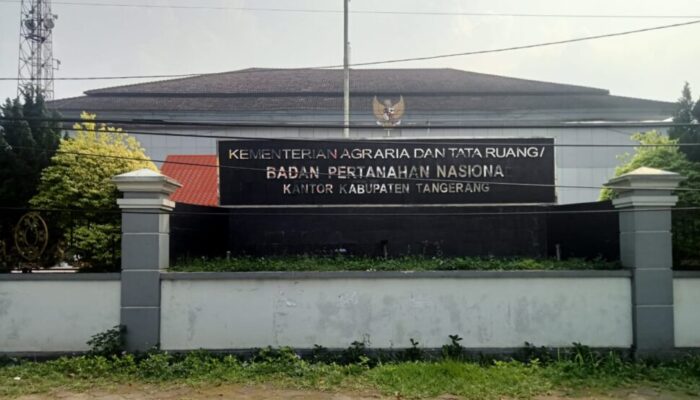 KEMENTERIAN AGRARIA DAN TATA RUANG/
BADAN PERTANAHAN NASIONA
KANTOR KABUPATEN TANGERANG